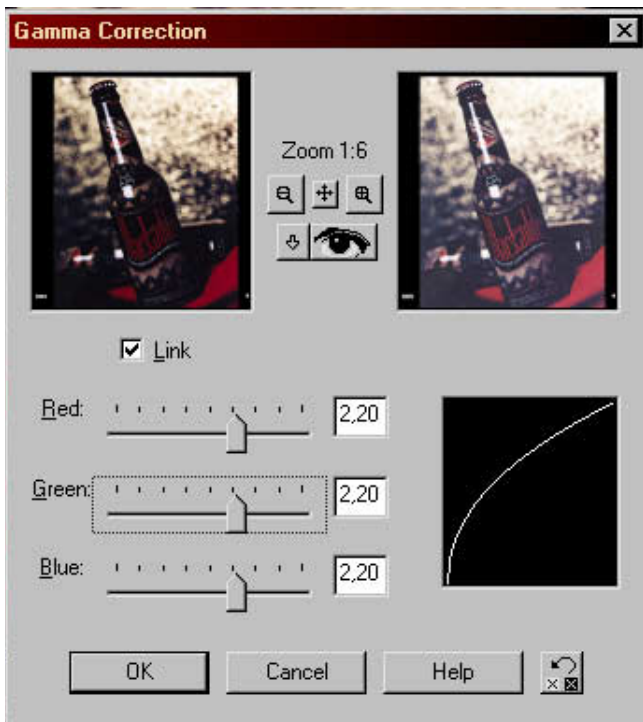 Gamma Correction
Zoom 1:6
Link
Red: 2,20
Green: 2,20
Blue: 2,20
OK Cancel Help